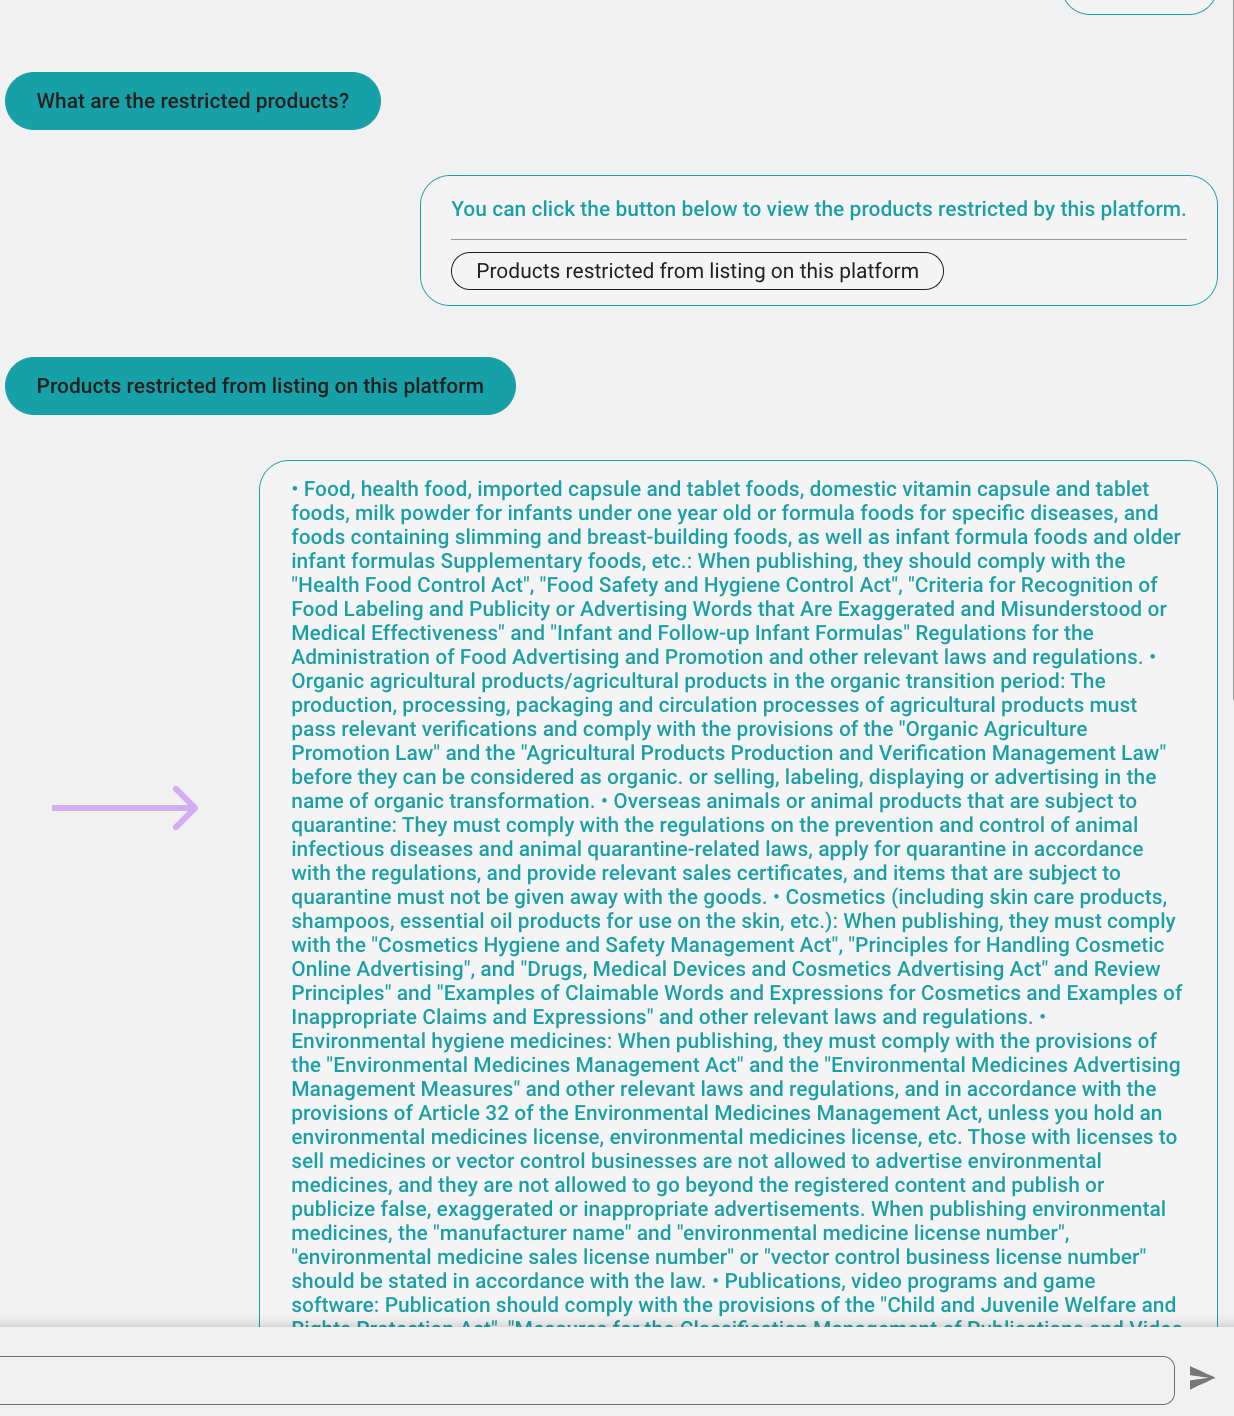 What are the restricted products?
You can click the button below to view the products restricted by this platform.
Products restricted from listing on this platform
Products restricted from listing on this platform
• Food, health food, imported capsule and tablet foods, domestic vitamin capsule and tablet
foods, milk powder for infants under one year old or formula foods for specific diseases, and
foods containing slimming and breast-building foods, as well as infant formula foods and older
infant formulas Supplementary foods, etc.: When publishing, they should comply with the
"Health Food Control Act", "Food Safety and Hygiene Control Act", "Criteria for Recognition of
Food Labeling and Publicity or Advertising Words that Are Exaggerated and Misunderstood or
Medical Effectiveness" and "Infant and Follow-up Infant Formulas" Regulations for the
Administration of Food Advertising and Promotion and other relevant laws and regulations. •
Organic agricultural products/agricultural products in the organic transition period: The
production, processing, packaging and circulation processes of agricultural products must
pass relevant verifications and comply with the provisions of the "Organic Agriculture
Promotion Law" and the "Agricultural Products Production and Verification Management Law"
before they can be considered as organic. or selling, labeling, displaying or advertising in the
name of organic transformation. • Overseas animals or animal products that are subject to
quarantine: They must comply with the regulations on the prevention and control of animal
infectious diseases and animal quarantine-related laws, apply for quarantine in accordance
with the regulations, and provide relevant sales certificates, and items that are subject to
quarantine must not be given away with the goods. • Cosmetics (including skin care products,
shampoos, essential oil products for use on the skin, etc.): When publishing, they must comply
with the "Cosmetics Hygiene and Safety Management Act", "Principles for Handling Cosmetic
Online Advertising", and "Drugs, Medical Devices and Cosmetics Advertising Act" and Review
Principles" and "Examples of Claimable Words and Expressions for Cosmetics and Examples of
Inappropriate Claims and Expressions" and other relevant laws and regulations. •
Environmental hygiene medicines: When publishing, they must comply with the provisions of
the "Environmental Medicines Management Act" and the "Environmental Medicines Advertising
Management Measures" and other relevant laws and regulations, and in accordance with the
provisions of Article 32 of the Environmental Medicines Management Act, unless you hold an
environmental medicines license, environmental medicines license, etc. Those with licenses to
sell medicines or vector control businesses are not allowed to advertise environmental
medicines, and they are not allowed to go beyond the registered content and publish or
publicize false, exaggerated or inappropriate advertisements. When publishing environmental
medicines, the "manufacturer name" and "environmental medicine license number",
"environmental medicine sales license number" or "vector control business license number"
should be stated in accordance with the law. • Publications, video programs and game
software: Publication should comply with the provisions of the "Child and Juvenile Welfare and
Rights Protection Act", "Measures for the Classification Management of Publications and Video